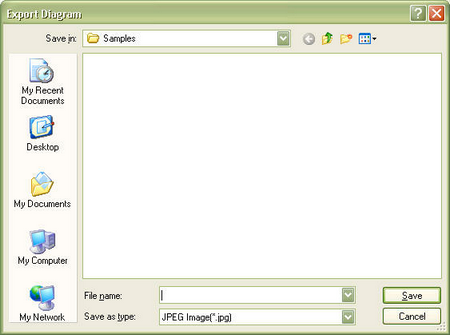 Export Diagram
Save in: Samples
My Recent
Documents
Desktop
My Documents
My Computer
My Network
File name:
Save
Save as type: JPEG Image(*.jpg)
Cancel